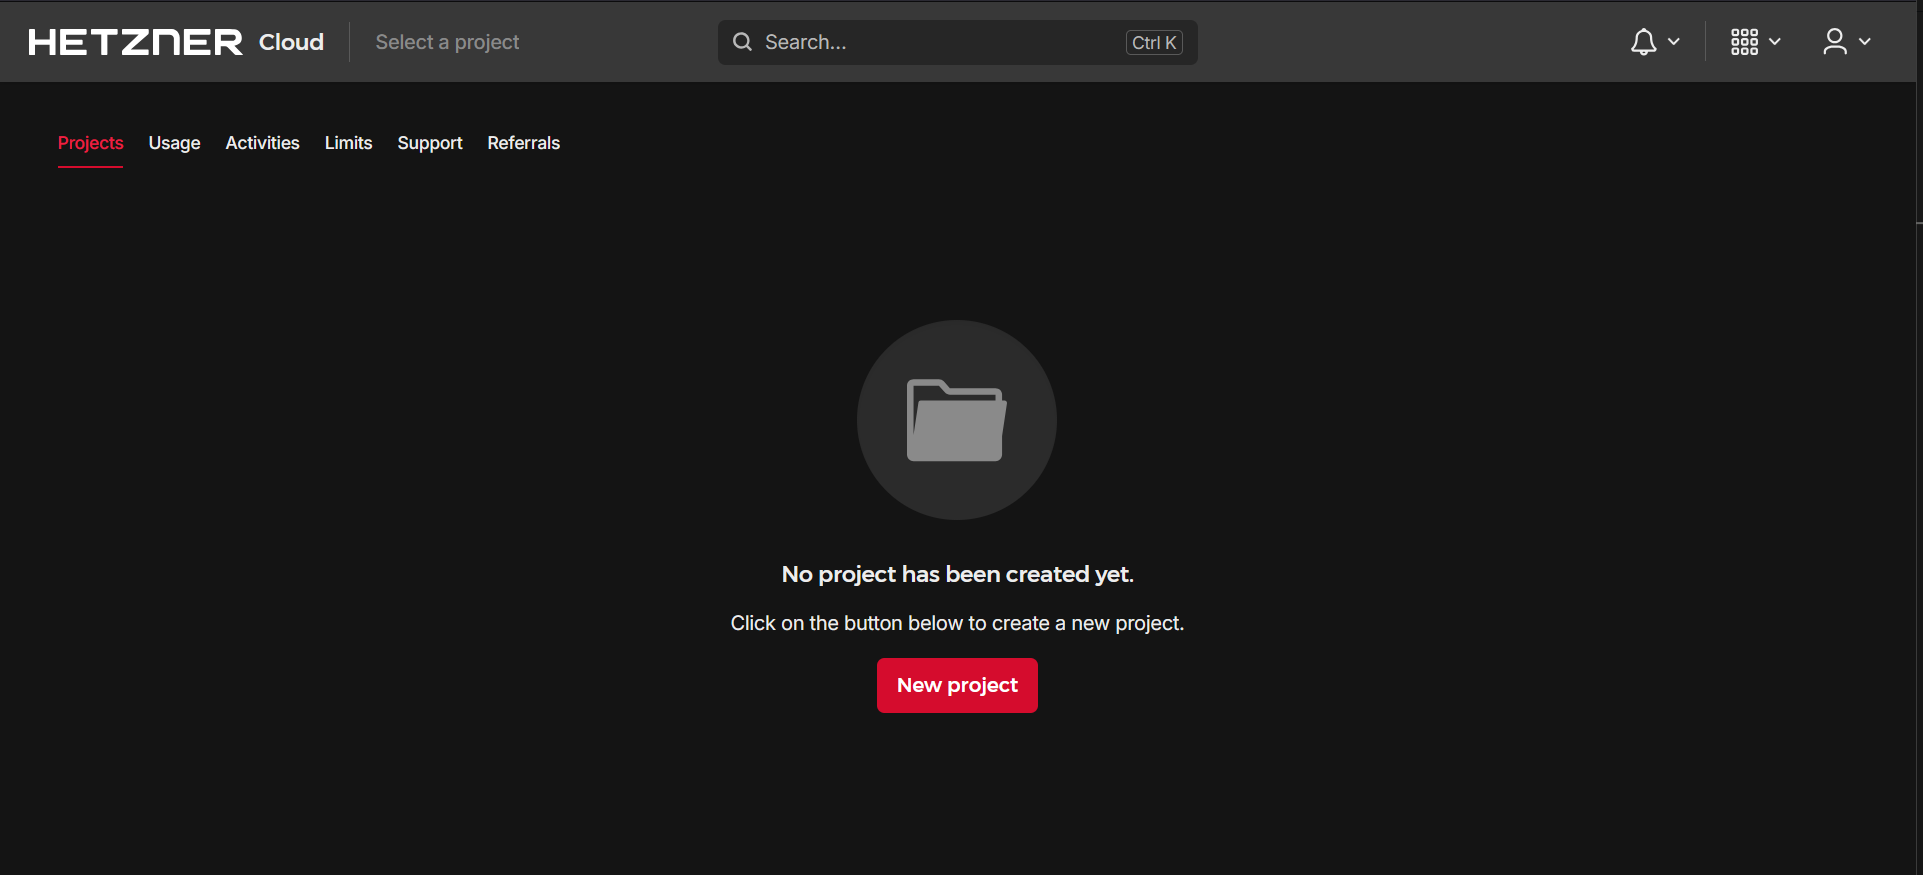 HETZNER Cloud Select a project Search... Ctrl K
Projects Usage Activities Limits Support Referrals
No project has been created yet.
Click on the button below to create a new project.
New project